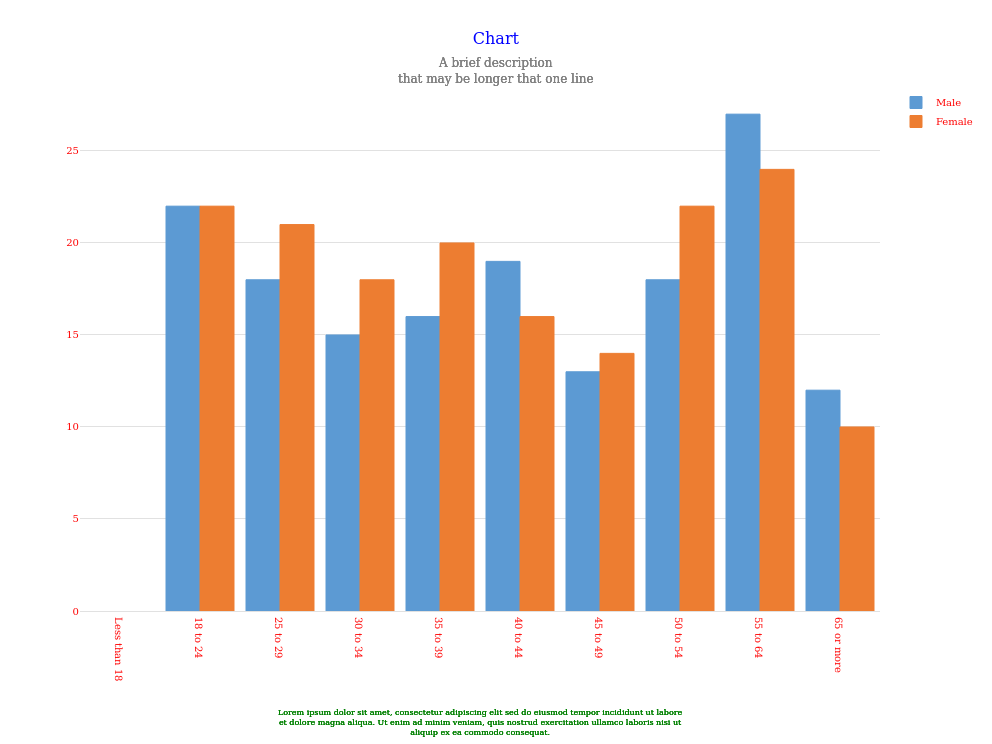 Chart
A brief description
that may be longer that one line
Male
Female
25
20
15
10
5
0
Less than 18
18 to 24
25 to 29
30 to 34
35 to 39
40 to 44
45 to 49
50 to 54
55 to 64
65 or more
Lorem ipsum dolor sit amet, consectetur adipiscing elit sed do eiusmod tempor incididunt ut labore
et dolore magna aliqua. Ut enim ad minim veniam, quis nostrud exercitation ullamco laboris nisi ut
aliquip ex ea commodo consequat.